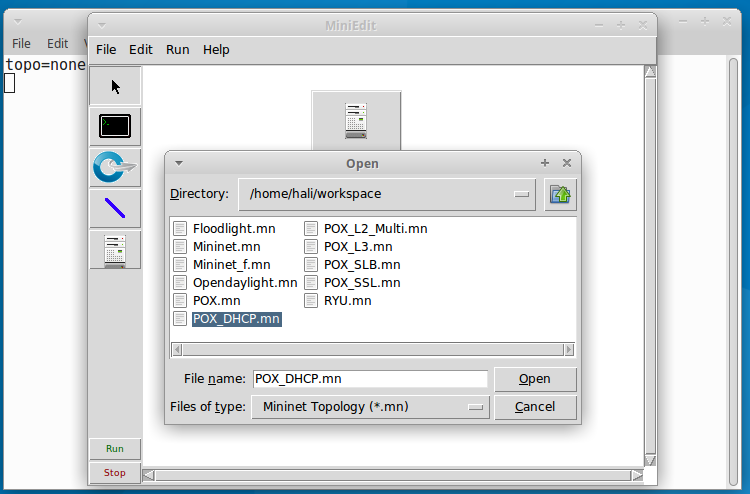 MiniEdit
File Edit
File Edit Run Help
topo=none
Open
Directory: /home/hali/workspace
Floodlight.mn
Mininet.mn
Mininet_f.mn
Opendaylight.mn
POX.mn
POX_DHCP.mn
POX_L2_Multi.mn
POX_L3.mn
POX_SLB.mn
POX_SSL.mn
RYU.mn
File name: POX_DHCP.mn
Open
Files of type: Mininet Topology (*.mn)
Cancel
Run
Stop